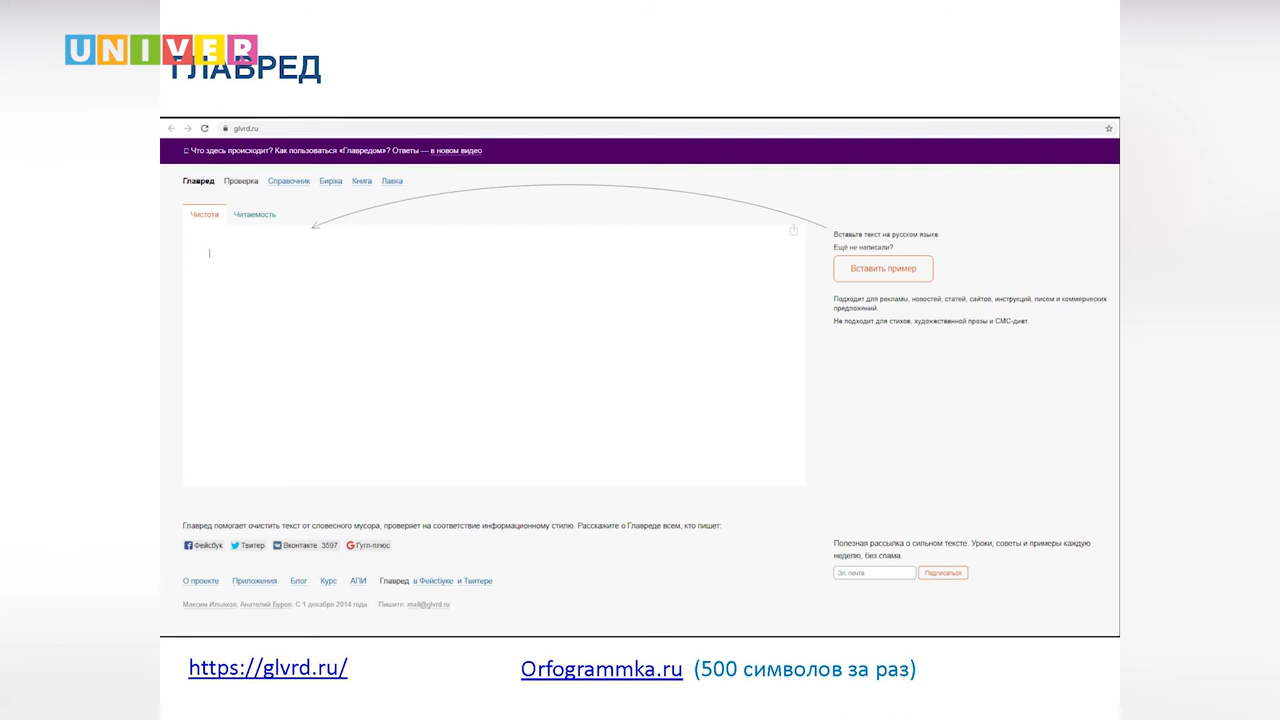 UNIVER
ГЛАВРЕД
glvrd.ru
Что здесь происходит? Как пользоваться «Главредом»? Ответы — в новом видео
Главред Проверка Справочник Биржа Книга Лавка
Чистота Читаемость
Вставьте текст на русском языке.
Ещё не написали?
Вставить пример
Подходит для рекламы, новостей, статей, сайтов, инструкций, писем и коммерческих
предложений.
Не подходит для стихов, художественной прозы и СМС-диет.
Главред помогает очистить текст от словесного мусора, проверяет на соответствие информационному стилю. Расскажите о Главреде всем, кто пишет:
Фейсбук Твитер Вконтакте 3597 Гугл-плюс
Полезная рассылка о сильном тексте. Уроки, советы и примеры каждую
неделю, без спама.
Эл. почта Подписаться
О проекте Приложения Блог Курс АПИ Главред в Фейсбуке и Твитере
Максим Ильяхов, Анатолий Буров. С 1 декабря 2014 года. Пишите: mail@glvrd.ru
https://glvrd.ru/
Orfogrammka.ru (500 символов за раз)